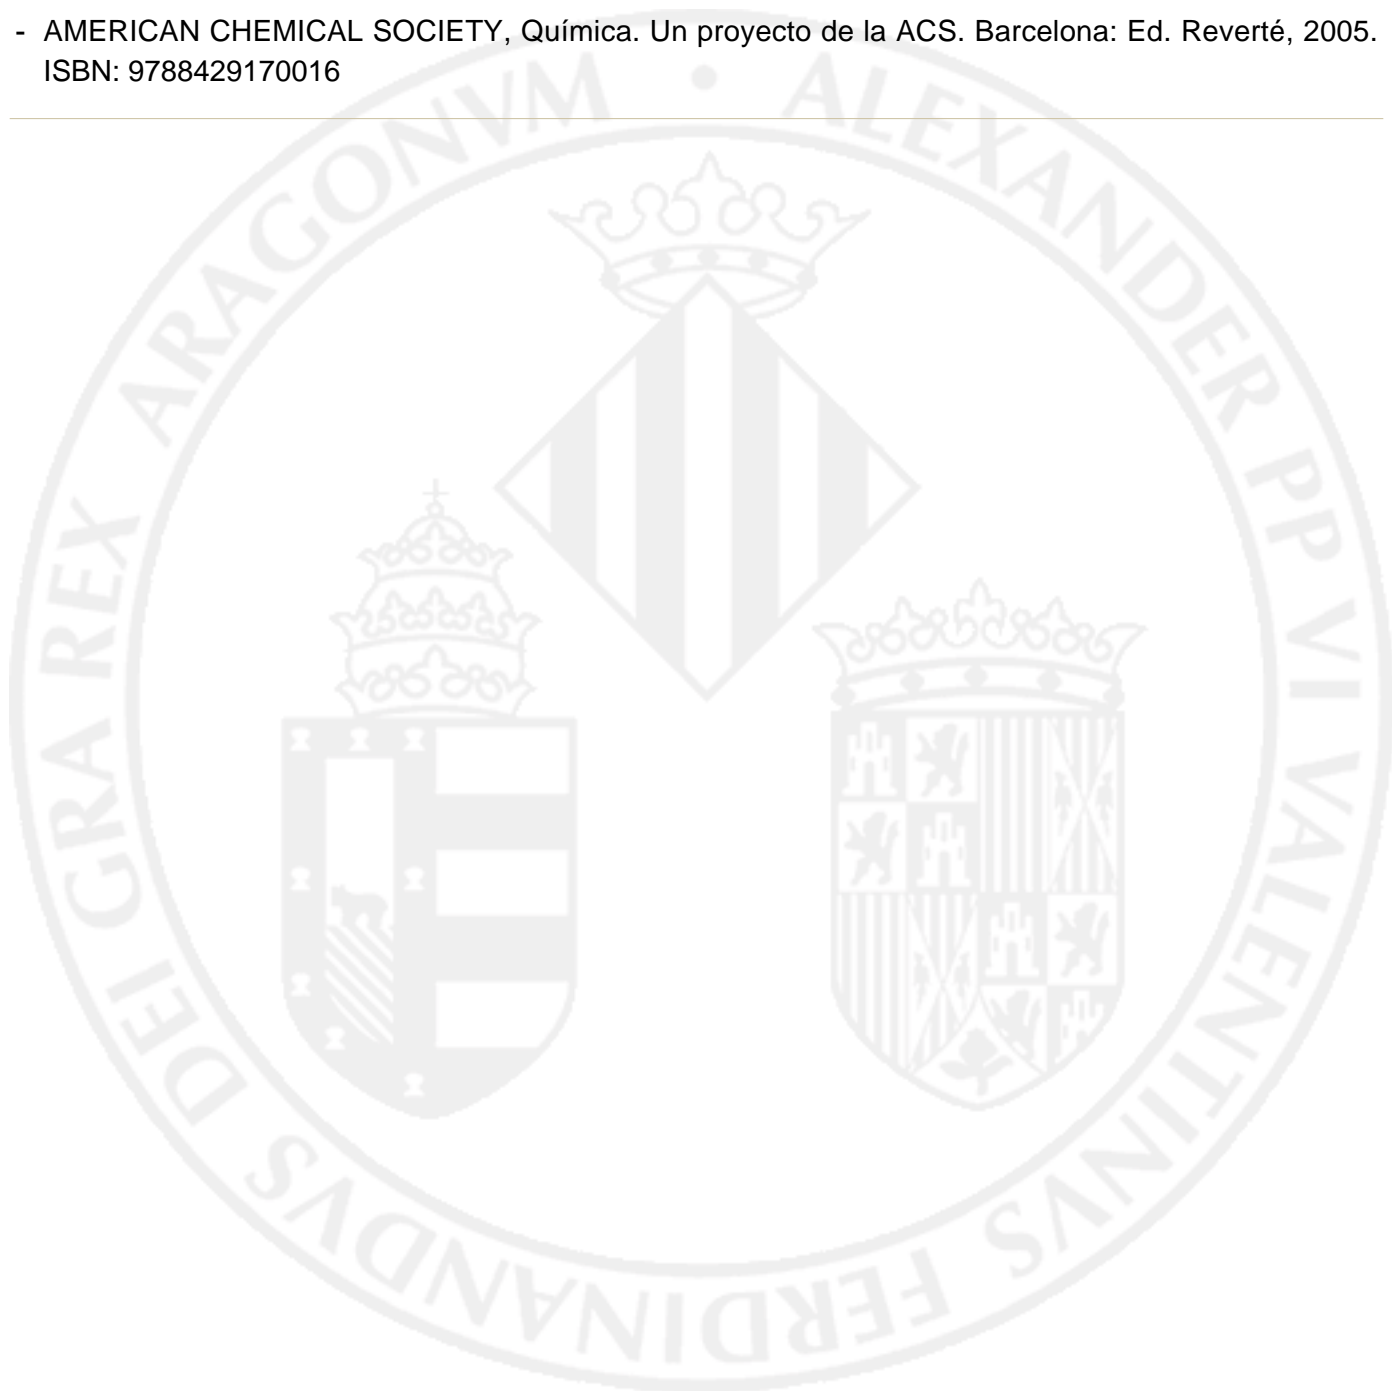 - AMERICAN CHEMICAL SOCIETY, Química. Un proyecto de la ACS. Barcelona: Ed. Reverté, 2005.
ISBN: 9788429170016
ALEXANDER PP VI VALENTINVS FERDINANDVS DEI GRA REX ARAGONVM